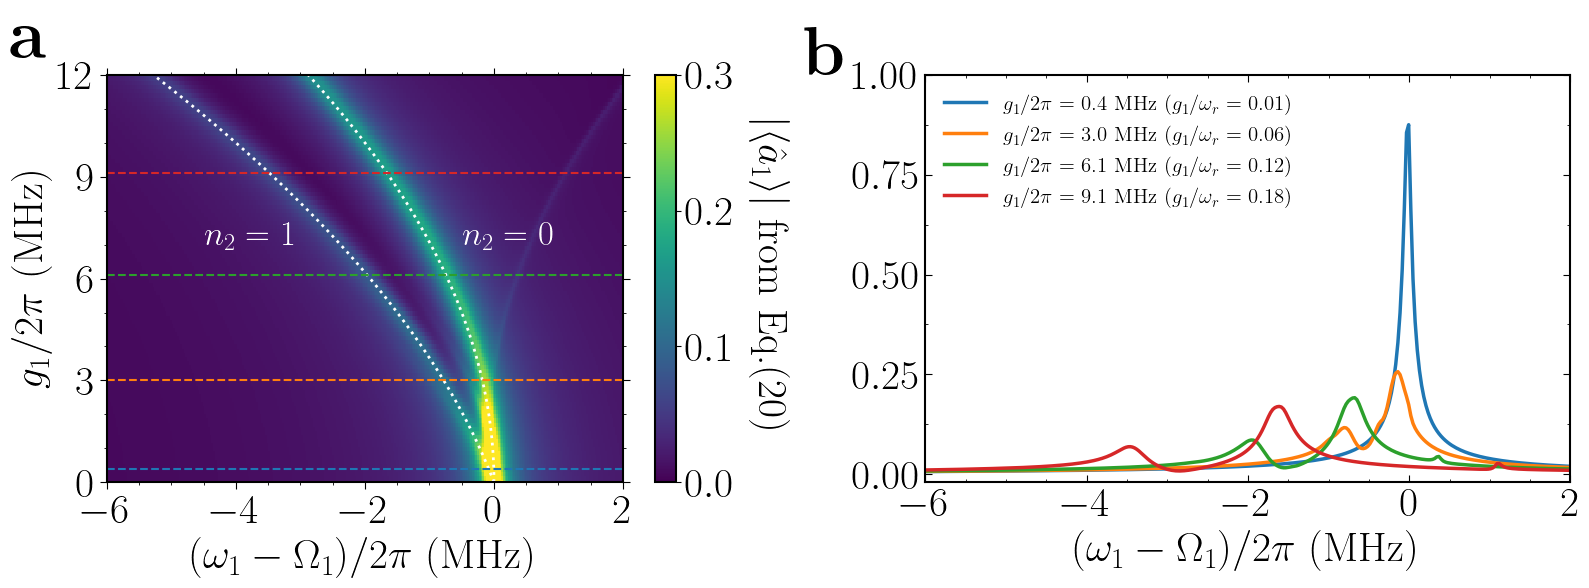 a
12
9
6
3
0
g₁/2π (MHz)
n₂ = 1
n₂ = 0
−6
−4
−2
0
2
(ω₁ − Ω₁)/2π (MHz)
0.3
0.2
0.1
0.0
|⟨â₁⟩| from Eq.(20)
b
1.00
0.75
0.50
0.25
0.00
g₁/2π = 0.4 MHz (g₁/ωᵣ = 0.01)
g₁/2π = 3.0 MHz (g₁/ωᵣ = 0.06)
g₁/2π = 6.1 MHz (g₁/ωᵣ = 0.12)
g₁/2π = 9.1 MHz (g₁/ωᵣ = 0.18)
−6
−4
−2
0
2
(ω₁ − Ω₁)/2π (MHz)